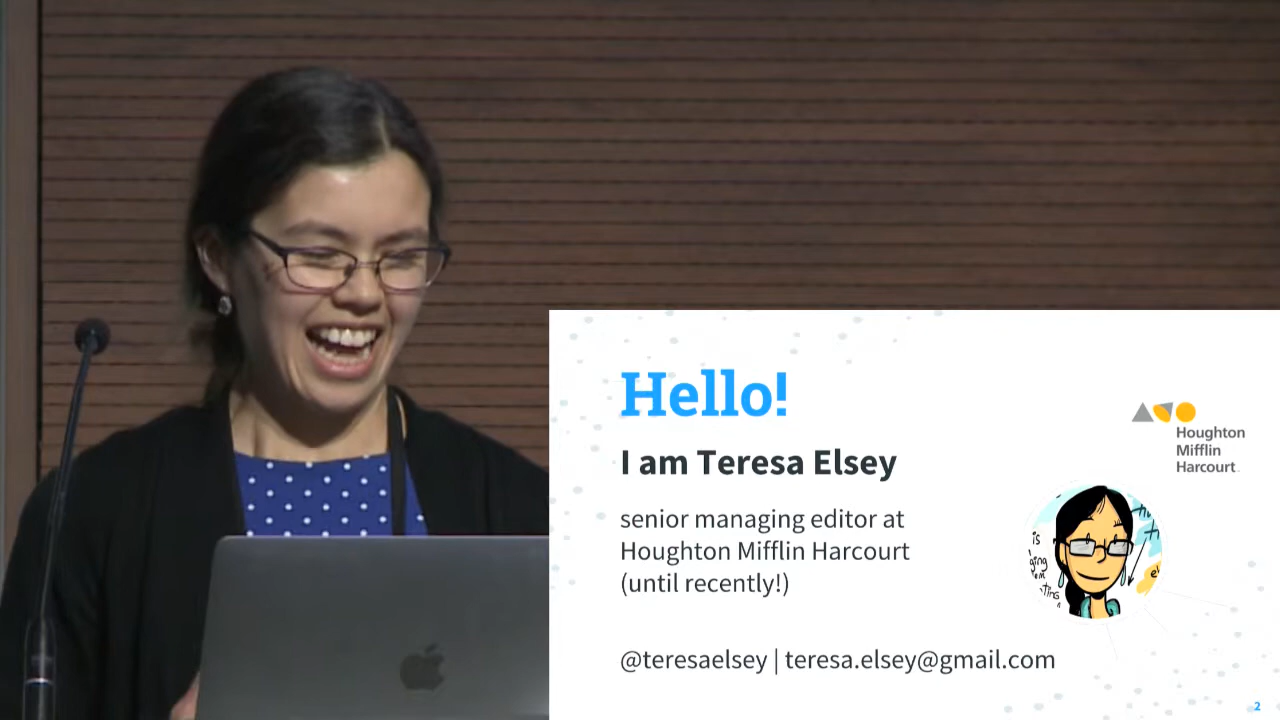 Hello!
I am Teresa Elsey
senior managing editor at
Houghton Mifflin Harcourt
(until recently!)
@teresaelsey | teresa.elsey@gmail.com
Houghton
Mifflin
Harcourt
is
2